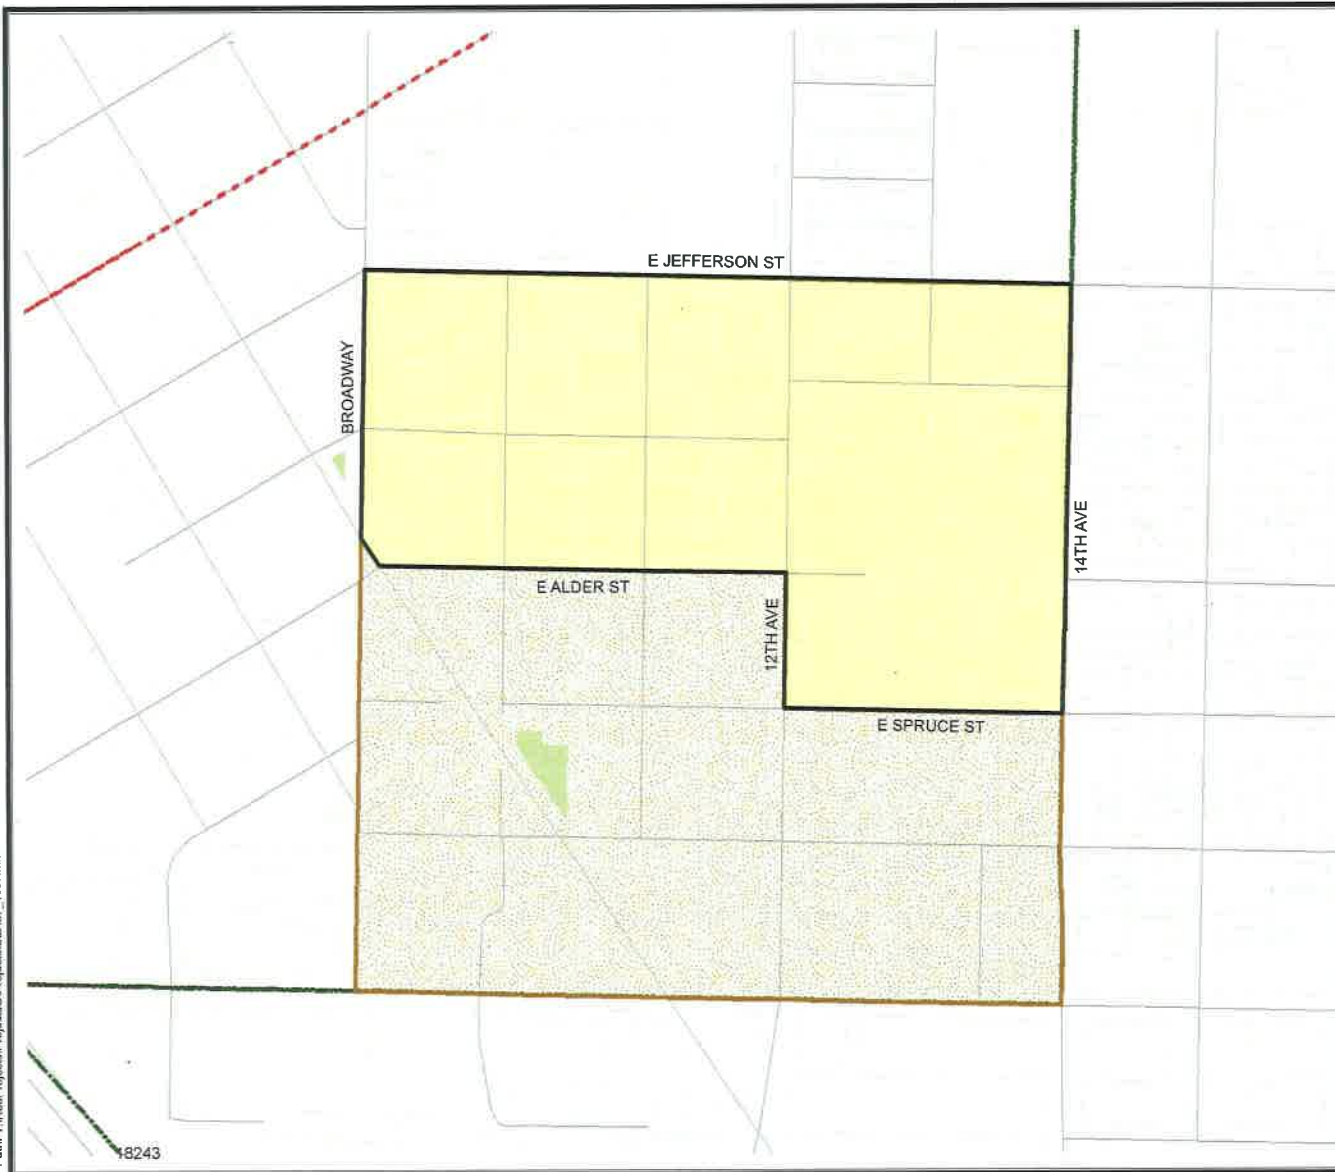 E JEFFERSON ST
BROADWAY
14TH AVE
E ALDER ST
12TH AVE
E SPRUCE ST
18243